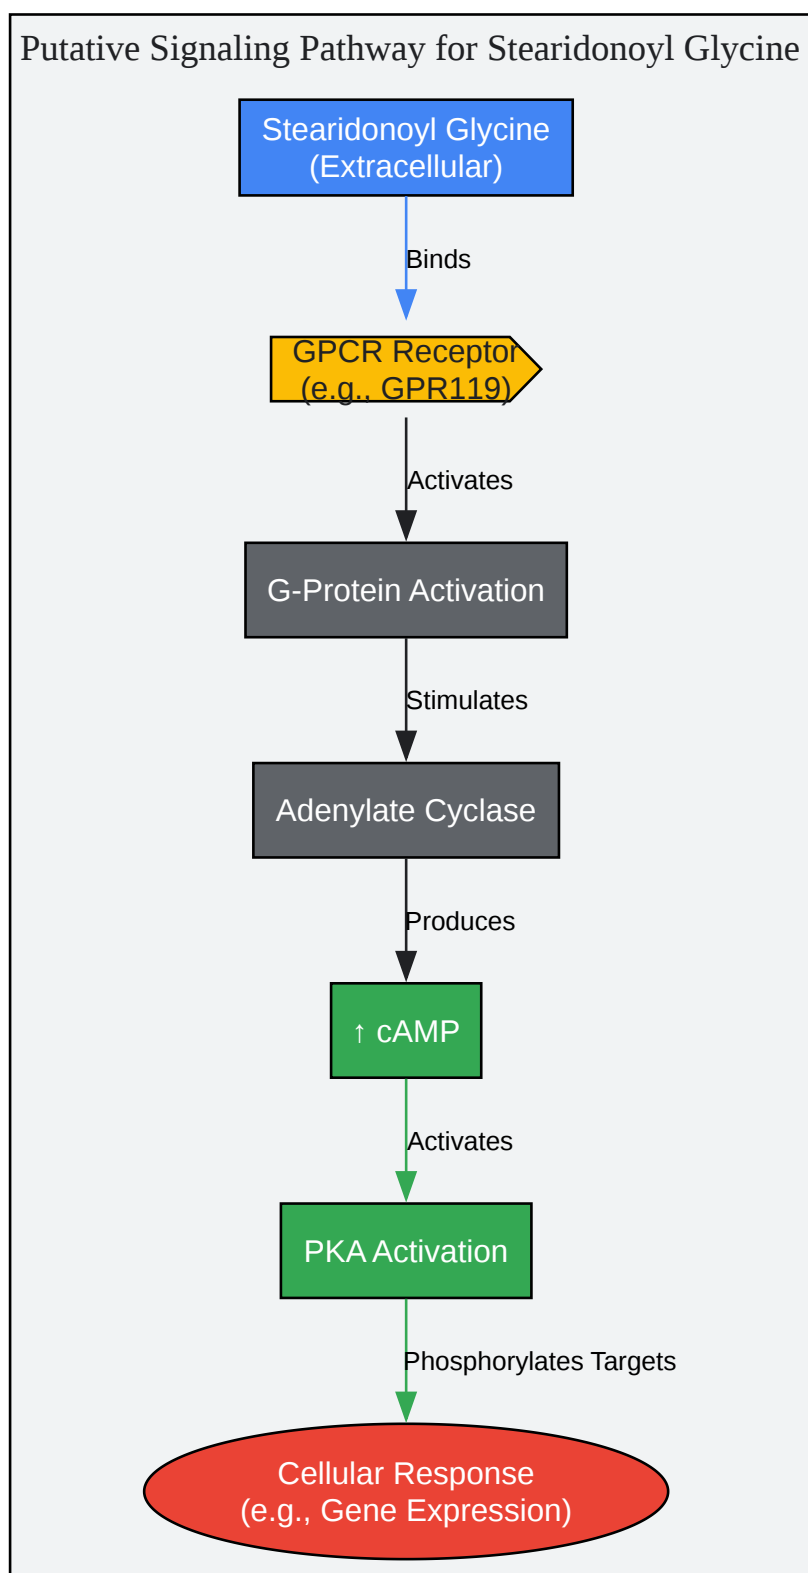 Putative Signaling Pathway for Stearidonoyl Glycine
Stearidonoyl Glycine
(Extracellular)
Binds
GPCR Receptor
(e.g., GPR119)
Activates
G-Protein Activation
Stimulates
Adenylate Cyclase
Produces
↑ cAMP
Activates
PKA Activation
Phosphorylates Targets
Cellular Response
(e.g., Gene Expression)